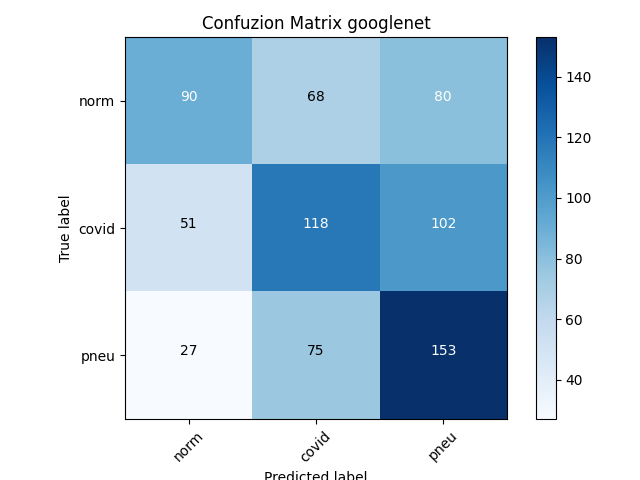 Confuzion Matrix googlenet
norm 90 68 80
covid 51 118 102
pneu 27 75 153
norm covid pneu
True label
Predicted label
140
120
100
80
60
40